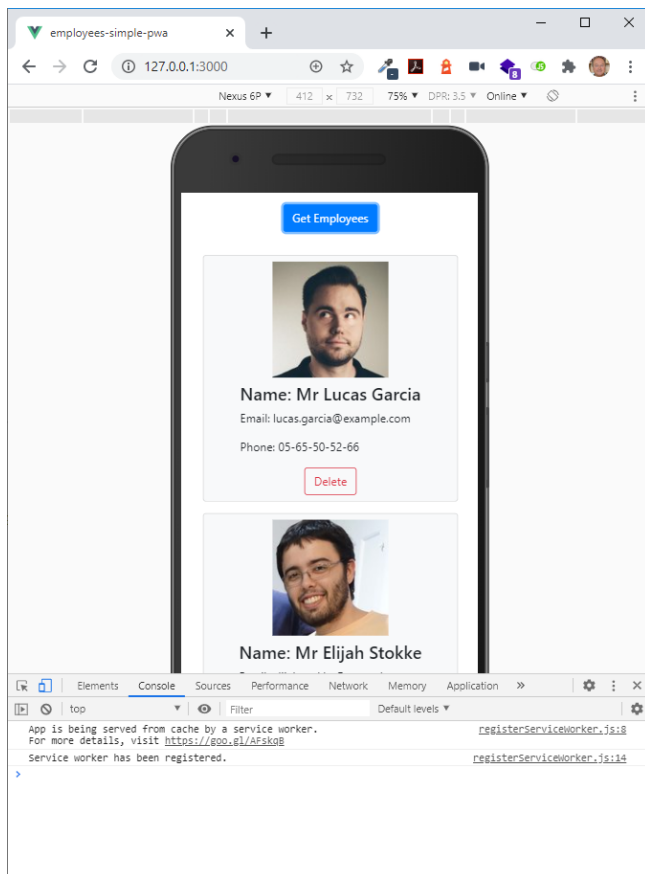 employees-simple-pwa
127.0.0.1:3000
8
5
Nexus 6P ▼ 412 x 732 75% ▼ DPR: 3.5 ▼ Online ▼
Get Employees
Name: Mr Lucas Garcia
Email: lucas.garcia@example.com
Phone: 05-65-50-52-66
Delete
Name: Mr Elijah Stokke
Elements Console Sources Performance Network Memory Application »
top ▼ Filter Default levels ▼
App is being served from cache by a service worker. registerServiceWorker.js:8
For more details, visit https://goo.gl/AFskqB
Service worker has been registered. registerServiceWorker.js:14
>